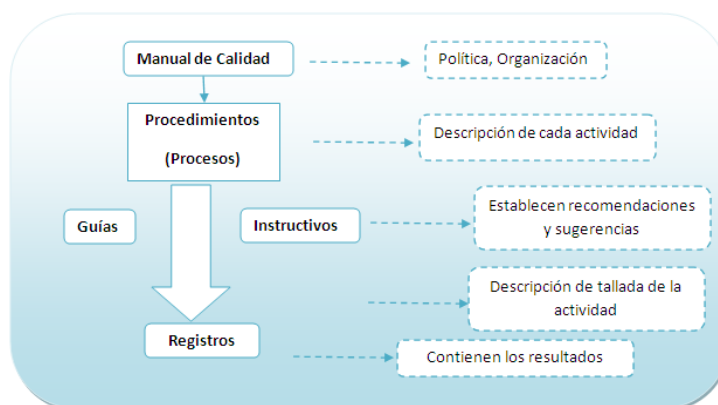 Manual de Calidad
Política, Organización
Procedimientos
(Procesos)
Descripción de cada actividad
Guías
Instructivos
Establecen recomendaciones
y sugerencias
Descripción de tallada de la
actividad
Registros
Contienen los resultados